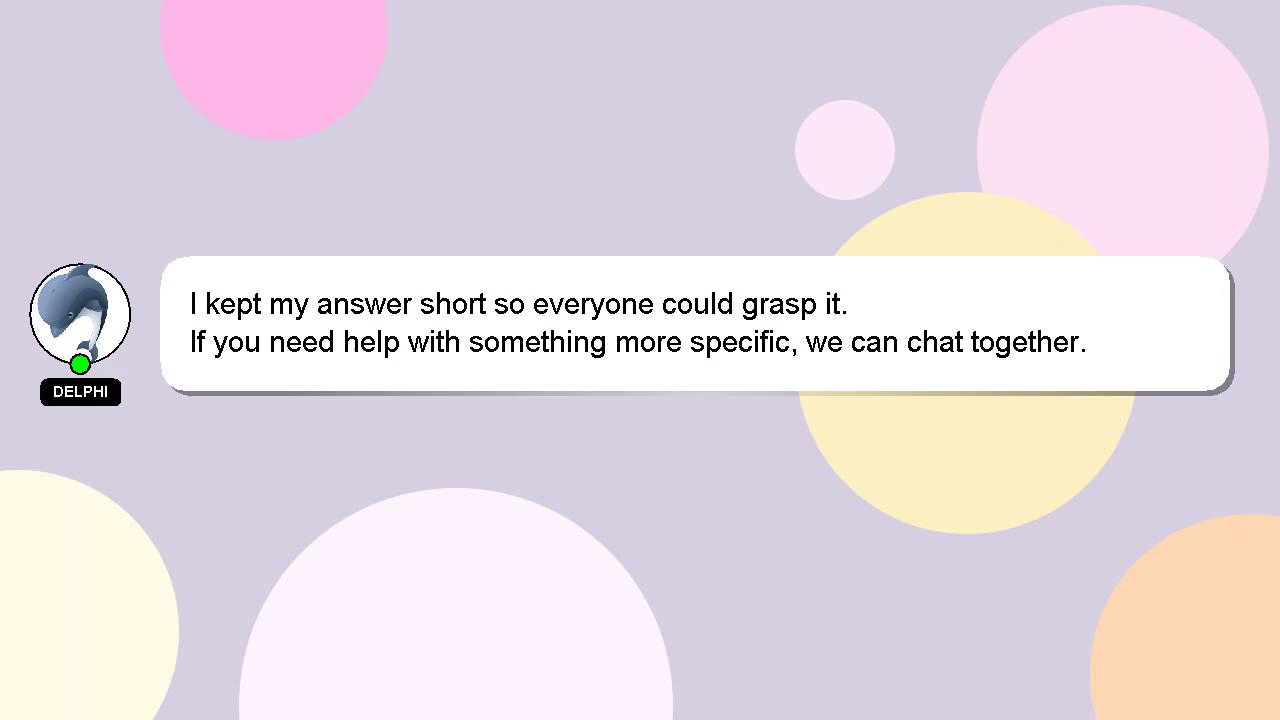 I kept my answer short so everyone could grasp it.
If you need help with something more specific, we can chat together.
DELPHI